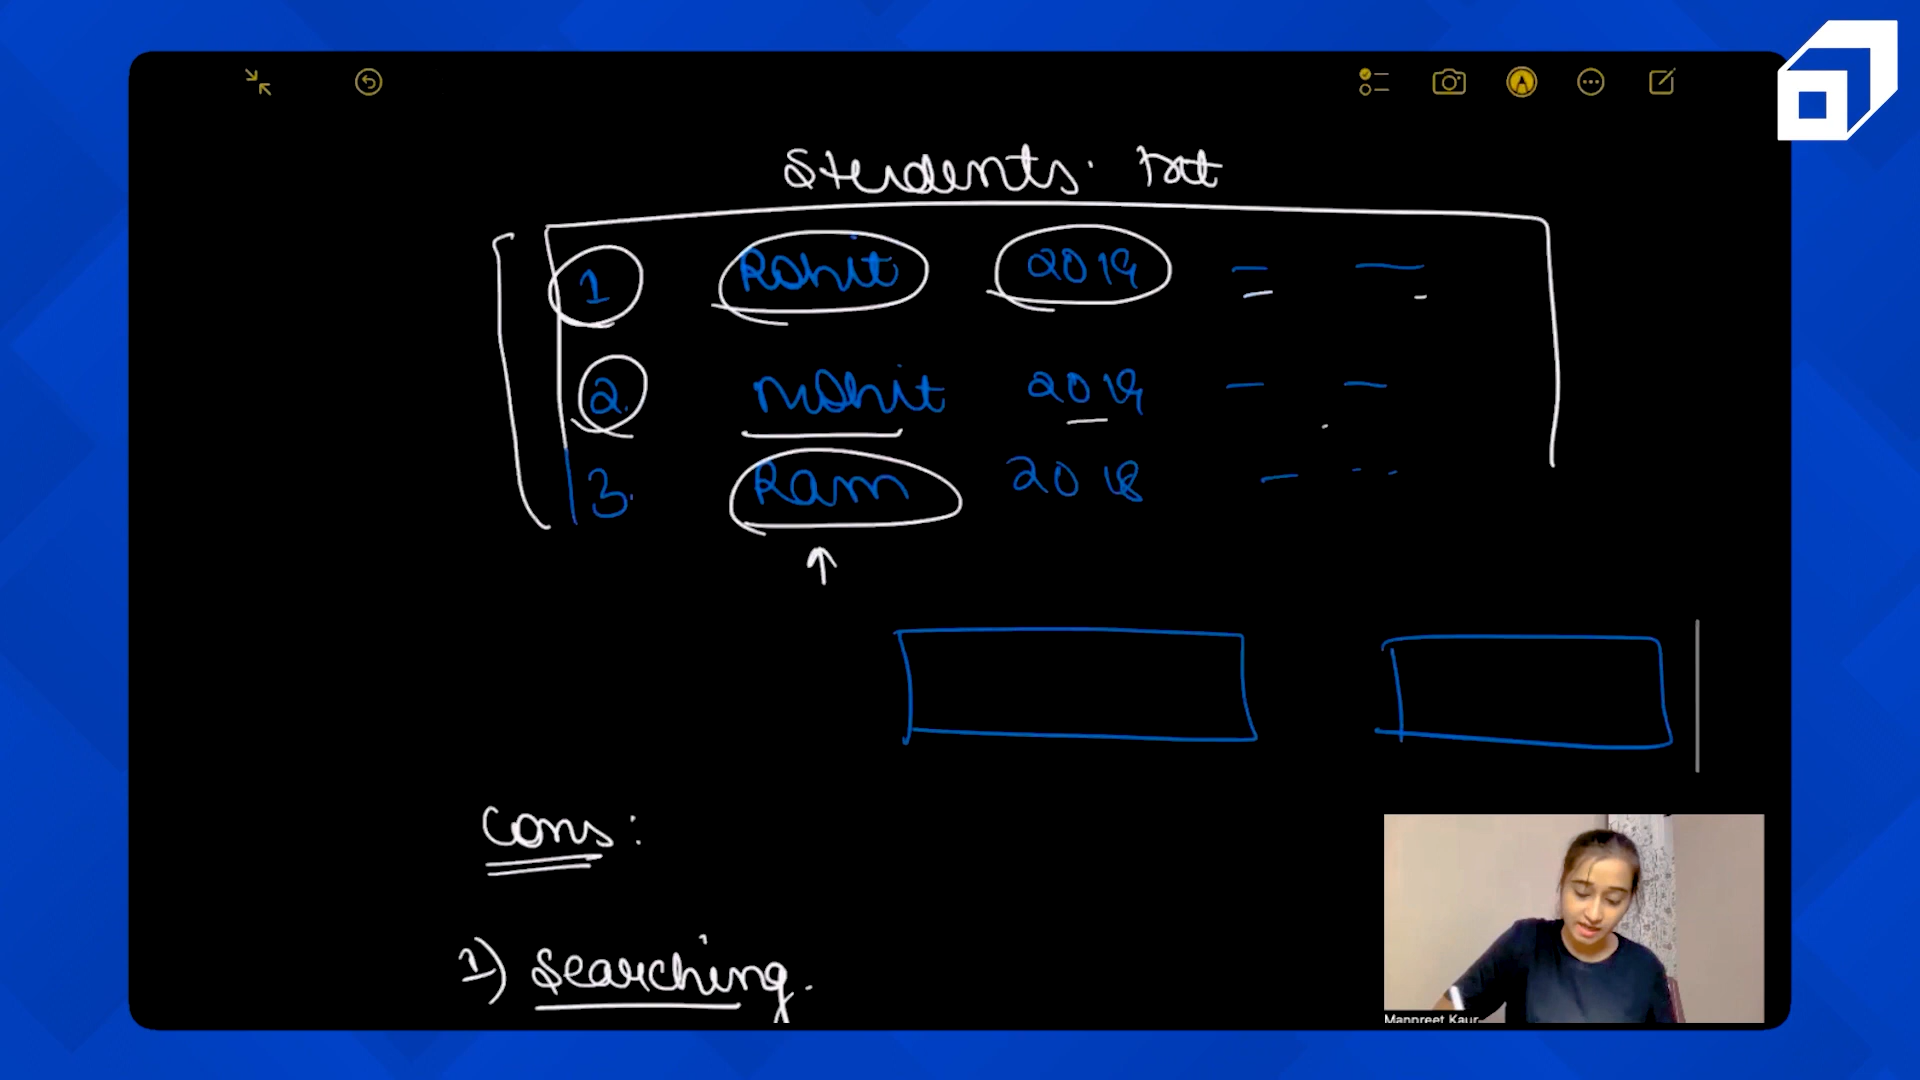 Students. txt
1 Rohit 2019 = —
2. Mohit 2019 — —
3. Ram 2018 — - -
Cons:
1) Searching.
Manpreet Kaur